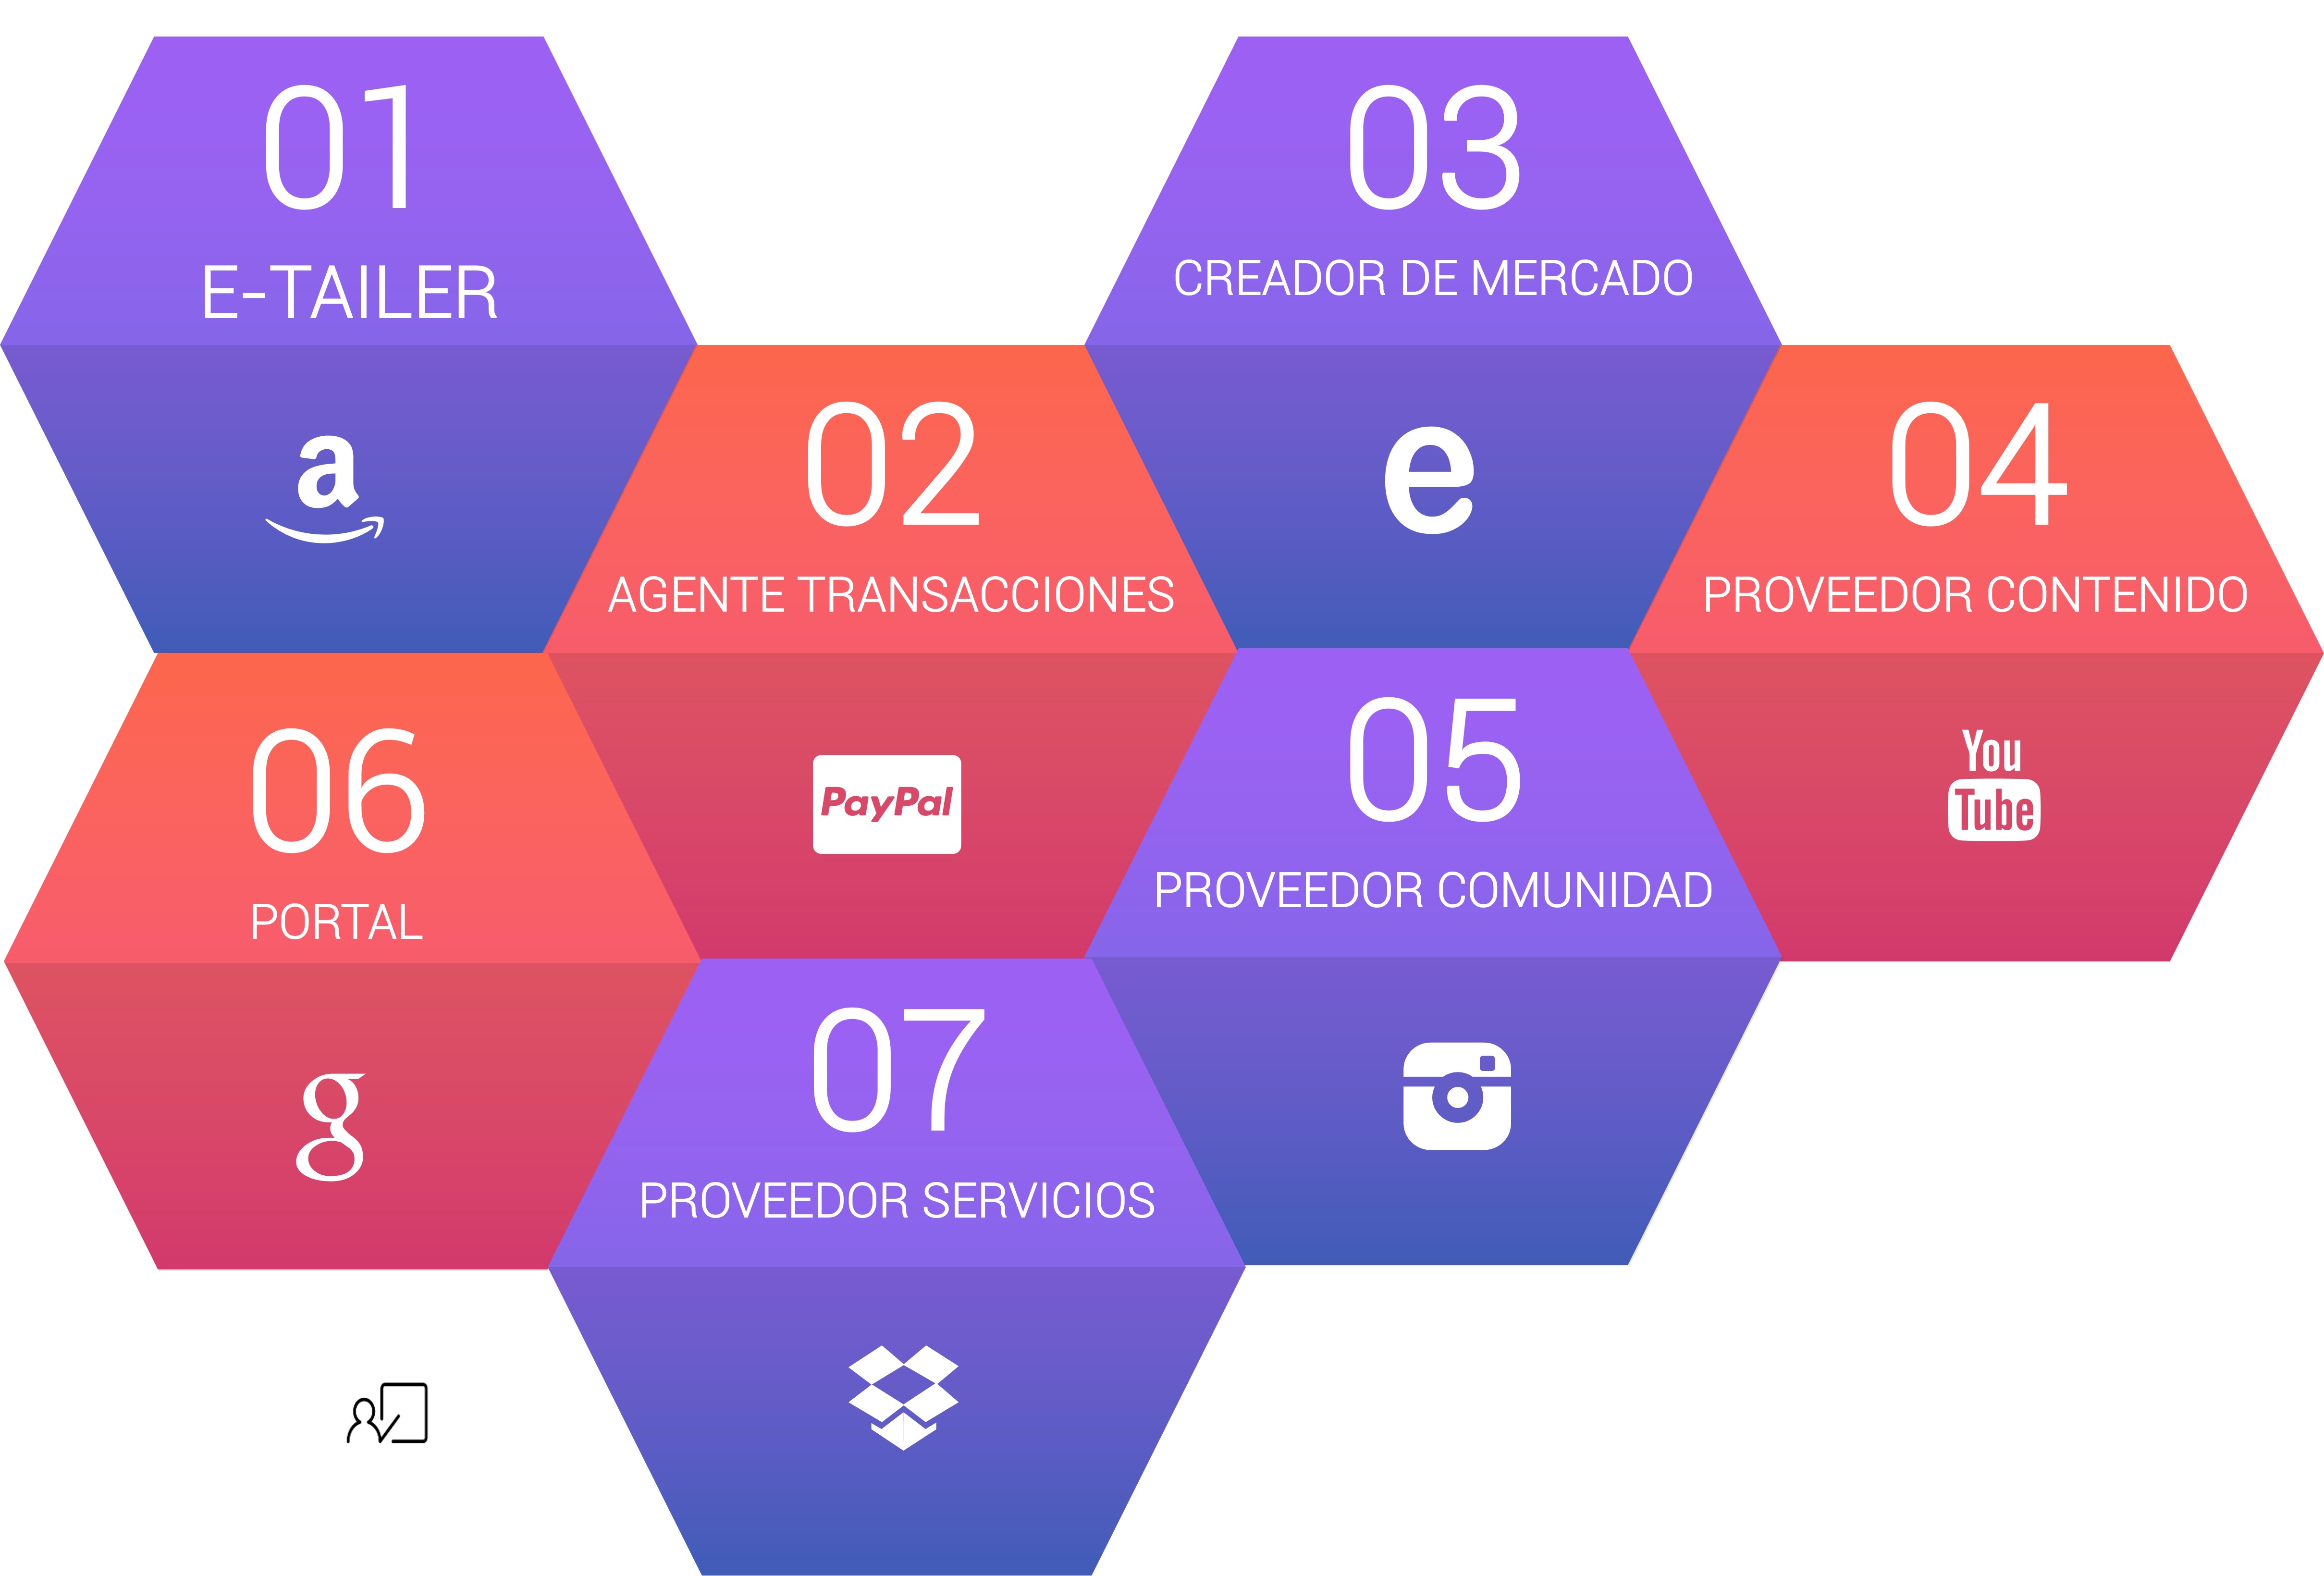 01
E-TAILER
a
02
AGENTE TRANSACCIONES
PayPal
03
CREADOR DE MERCADO
e
04
PROVEEDOR CONTENIDO
You
Tube
05
PROVEEDOR COMUNIDAD
06
PORTAL
g
07
PROVEEDOR SERVICIOS